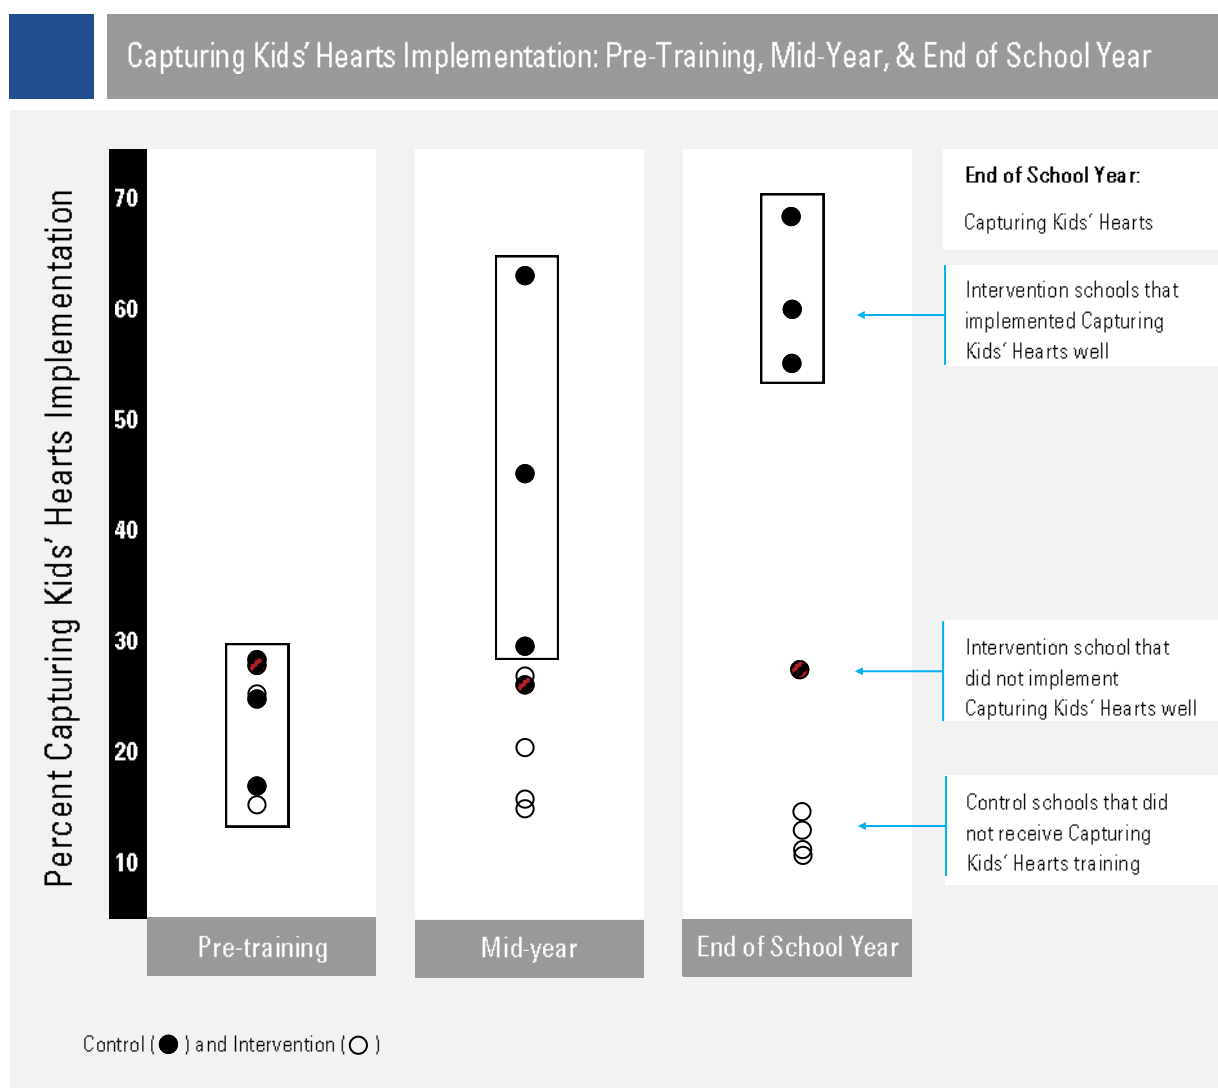 Capturing Kids' Hearts Implementation: Pre-Training, Mid-Year, & End of School Year
Percent Capturing Kids' Hearts Implementation
70
60
50
40
30
20
10
Pre-training
Mid-year
End of School Year
End of School Year:
Capturing Kids' Hearts
Intervention schools that
implemented Capturing
Kids' Hearts well
Intervention school that
did not implement
Capturing Kids' Hearts well
Control schools that did
not receive Capturing
Kids' Hearts training
Control ( ● ) and Intervention ( ○ )